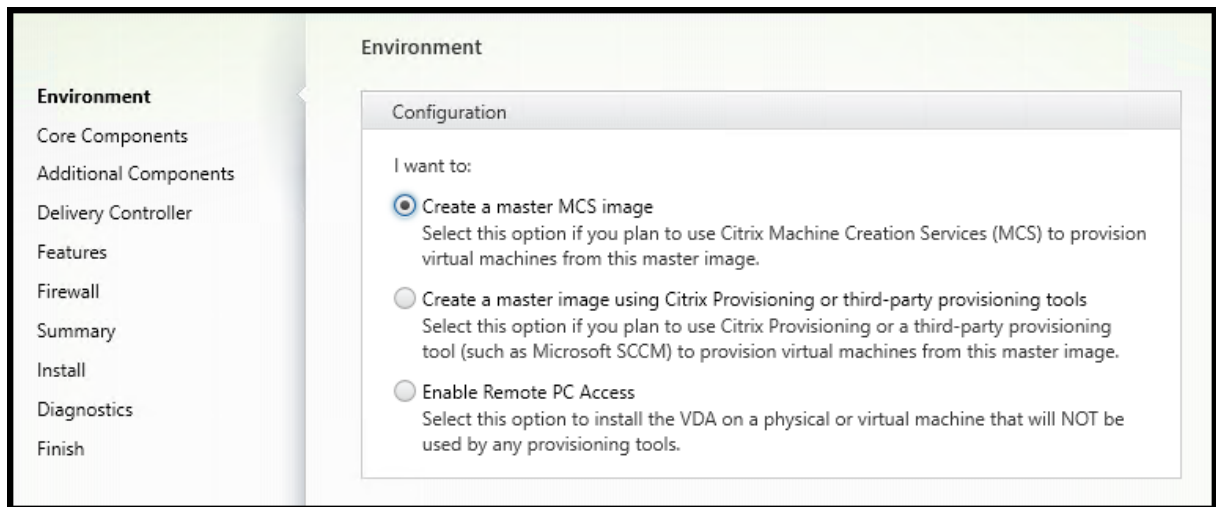 Environment
Core Components
Additional Components
Delivery Controller
Features
Firewall
Summary
Install
Diagnostics
Finish
Environment
Configuration
I want to:
Create a master MCS image
Select this option if you plan to use Citrix Machine Creation Services (MCS) to provision
virtual machines from this master image.
Create a master image using Citrix Provisioning or third-party provisioning tools
Select this option if you plan to use Citrix Provisioning or a third-party provisioning
tool (such as Microsoft SCCM) to provision virtual machines from this master image.
Enable Remote PC Access
Select this option to install the VDA on a physical or virtual machine that will NOT be
used by any provisioning tools.